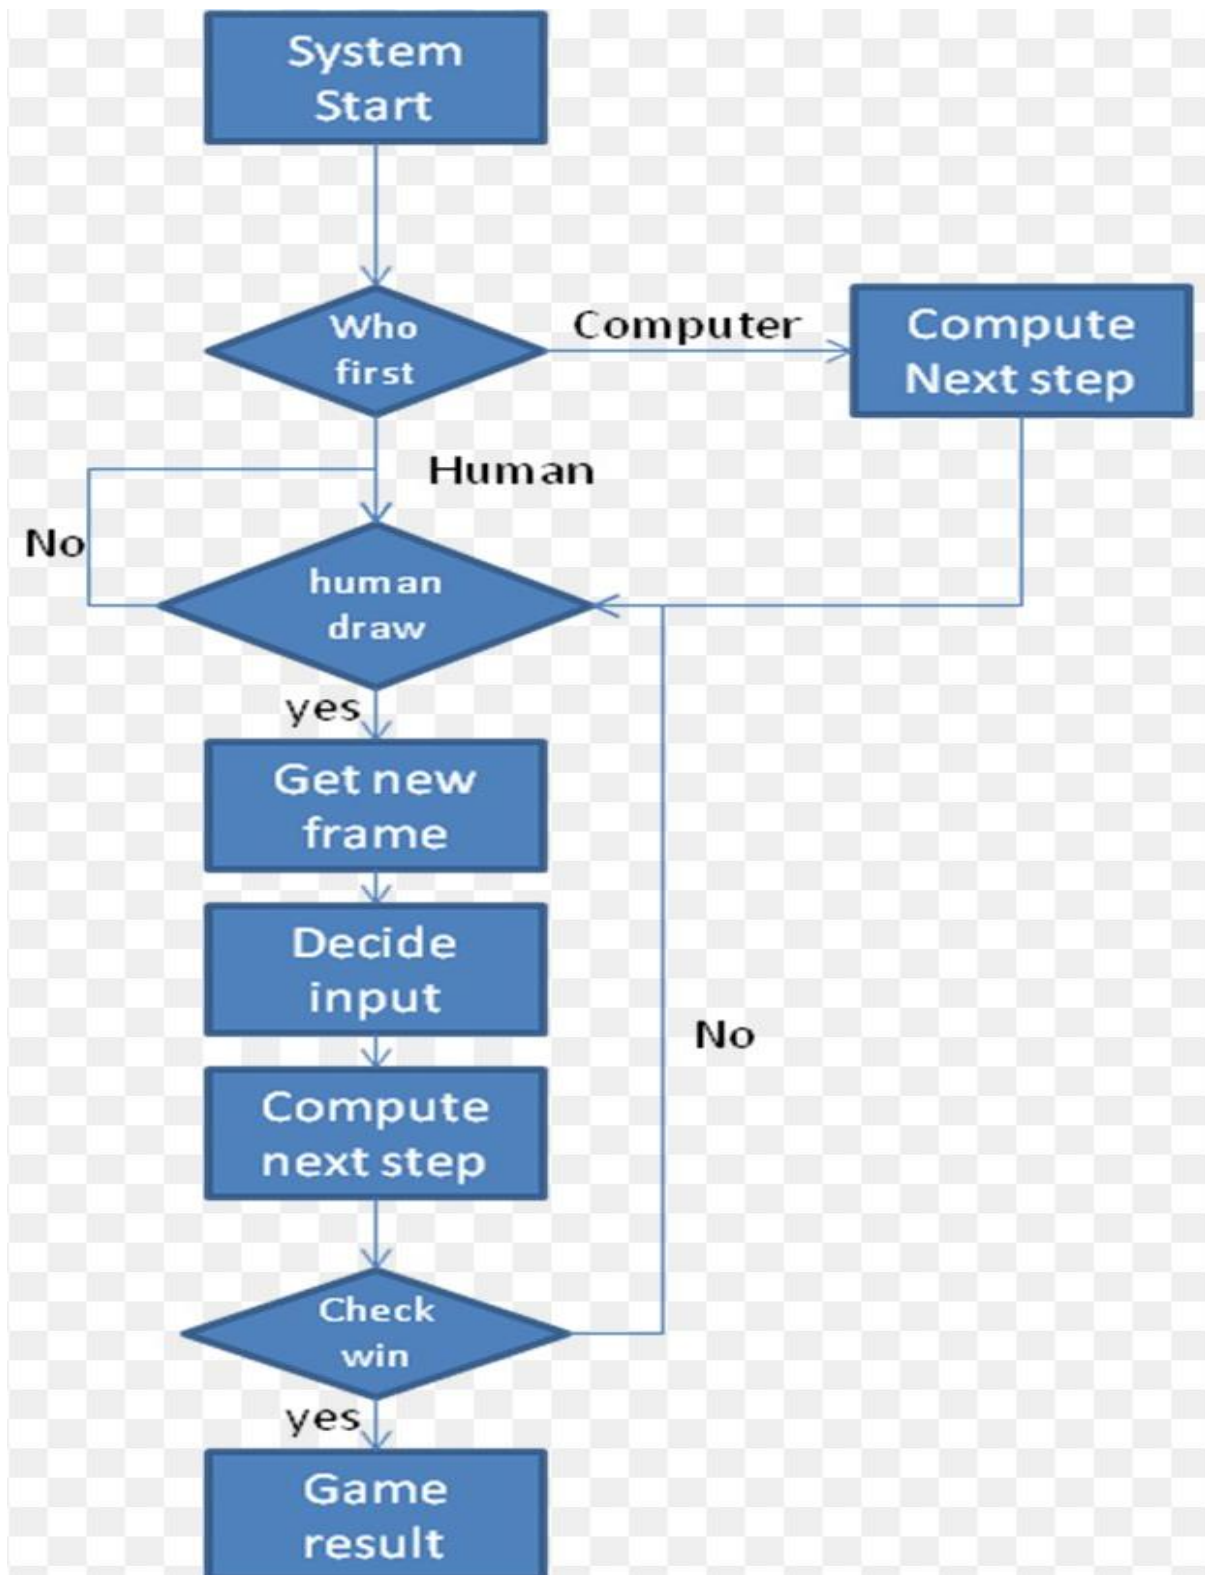 System
Start
Who
first
Computer
Compute
Next step
Human
No
human
draw
yes
Get new
frame
Decide
input
No
Compute
next step
Check
win
yes
Game
result